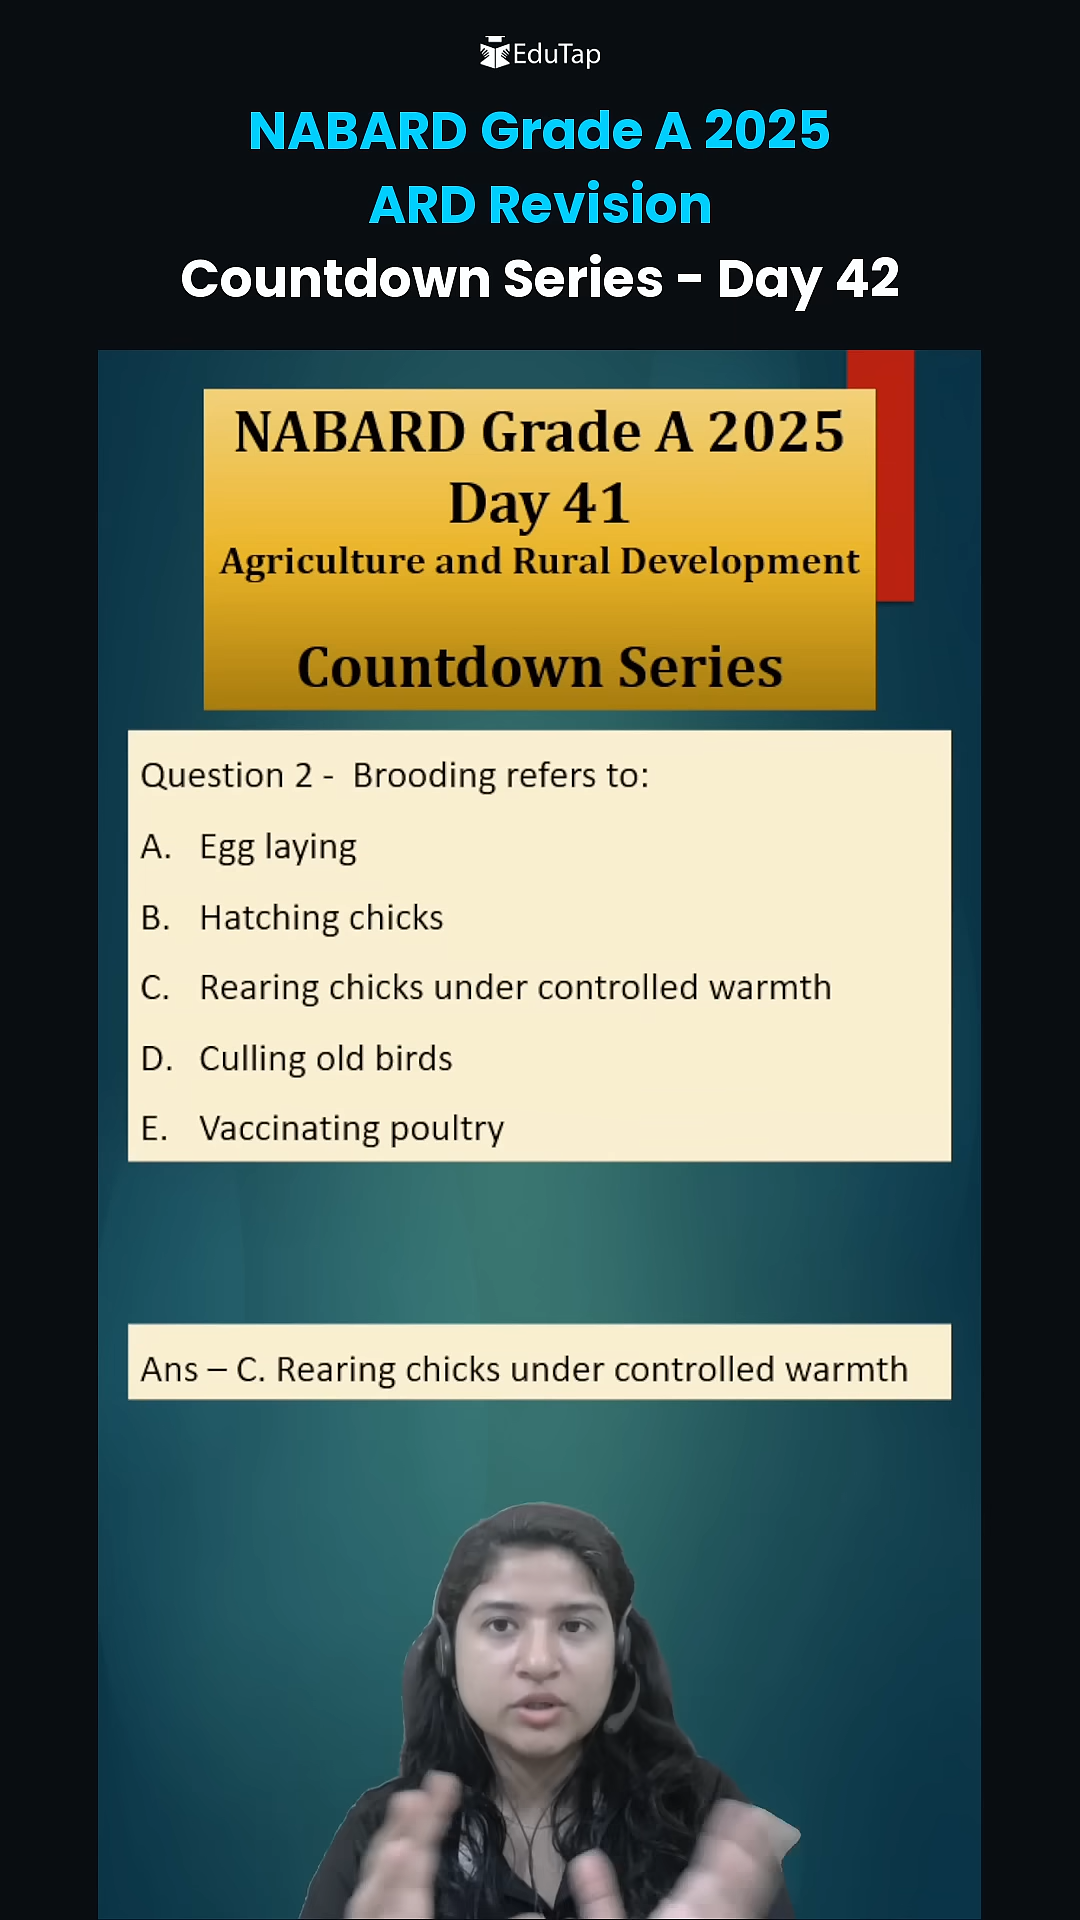 EduTap
NABARD Grade A 2025
ARD Revision
Countdown Series - Day 42
NABARD Grade A 2025
Day 41
Agriculture and Rural Development
Countdown Series
Question 2 -  Brooding refers to:
A. Egg laying
B. Hatching chicks
C. Rearing chicks under controlled warmth
D. Culling old birds
E. Vaccinating poultry
Ans – C. Rearing chicks under controlled warmth